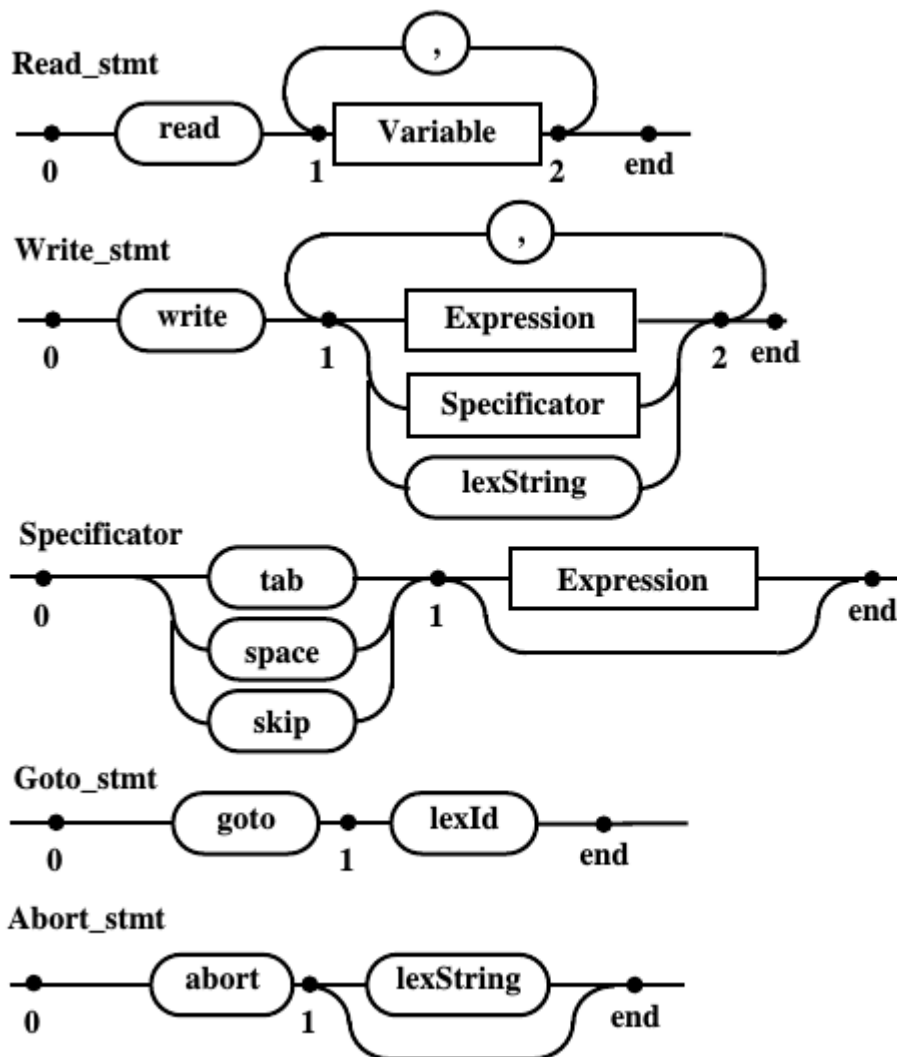 ,
Read_stmt
read Variable
0 1 2 end
,
Write_stmt
write Expression
0 1 2 end
Specificator
lexString
Specificator
tab Expression
0 1 end
space
skip
Goto_stmt
goto lexId
0 1 end
Abort_stmt
abort lexString
0 1 end